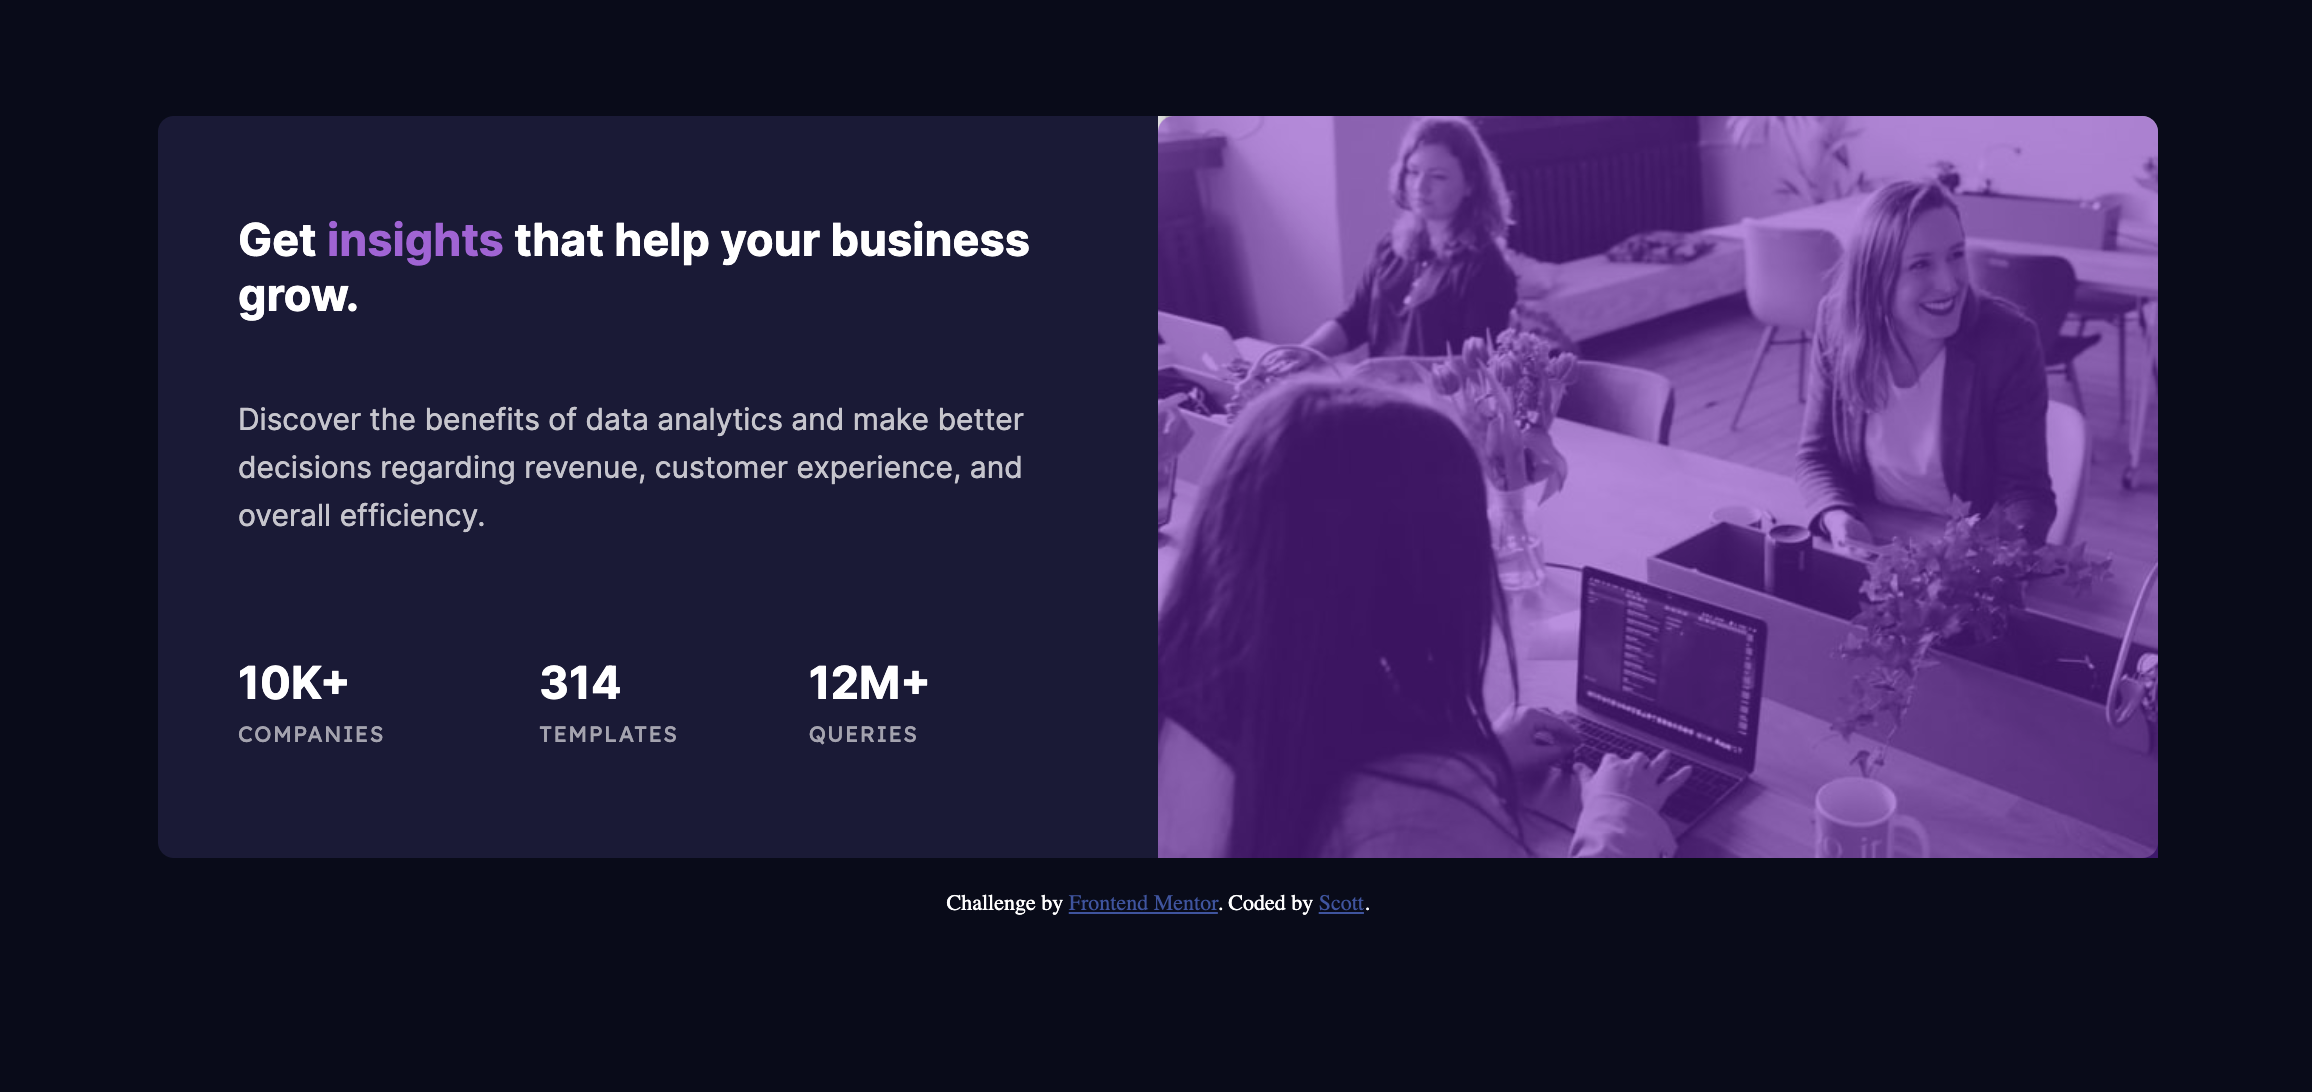 Get insights that help your business
grow.
Discover the benefits of data analytics and make better
decisions regarding revenue, customer experience, and
overall efficiency.
10K+
314
12M+
COMPANIES
TEMPLATES
QUERIES
Challenge by Frontend Mentor. Coded by Scott.